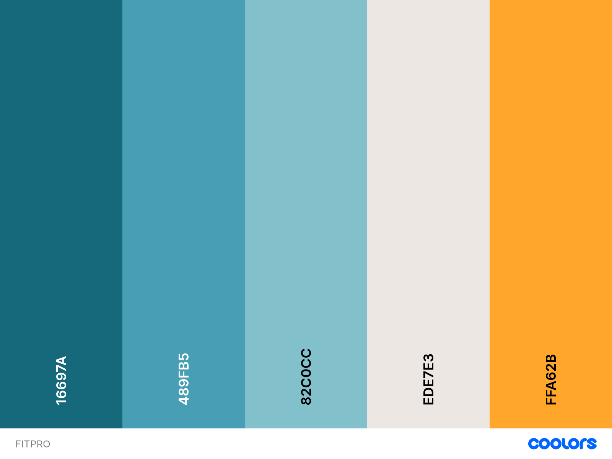 16697A
489FB5
82C0CC
EDE7E3
FFA62B
FITPRO
coolors